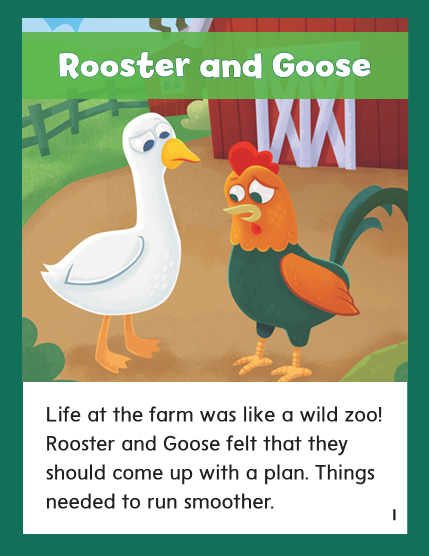 Rooster and Goose
Life at the farm was like a wild zoo!
Rooster and Goose felt that they
should come up with a plan. Things
needed to run smoother.
1